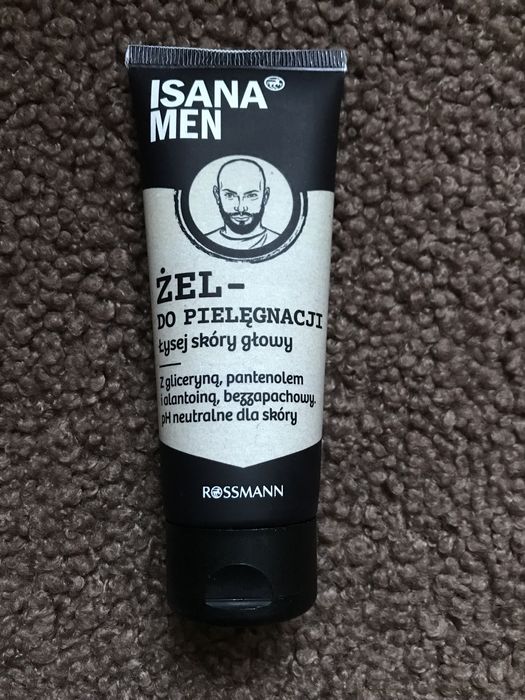 ISANA
MEN
ŻEL-
DO PIELĘGNACJI
Łysej skóry głowy
Z gliceryną, pantenolem
i alantoiną, bezzapachowy.
pH neutralne dla skóry
ROSSMANN